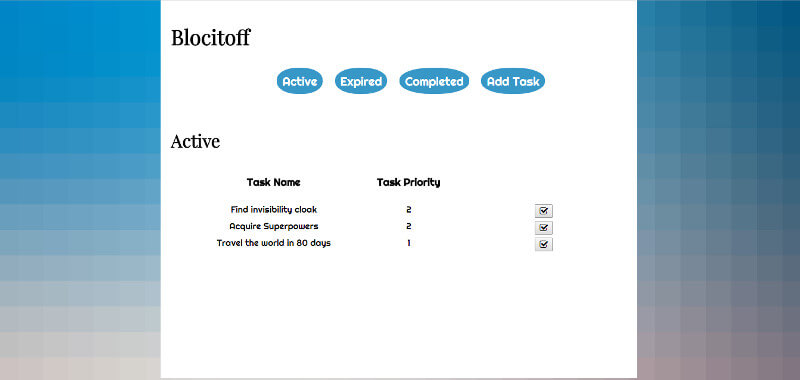 Blocitoff
Active Expired Completed Add Task
Active
Task Name Task Priority
Find invisibility cloak 2
Acquire Superpowers 2
Travel the world in 80 days 1